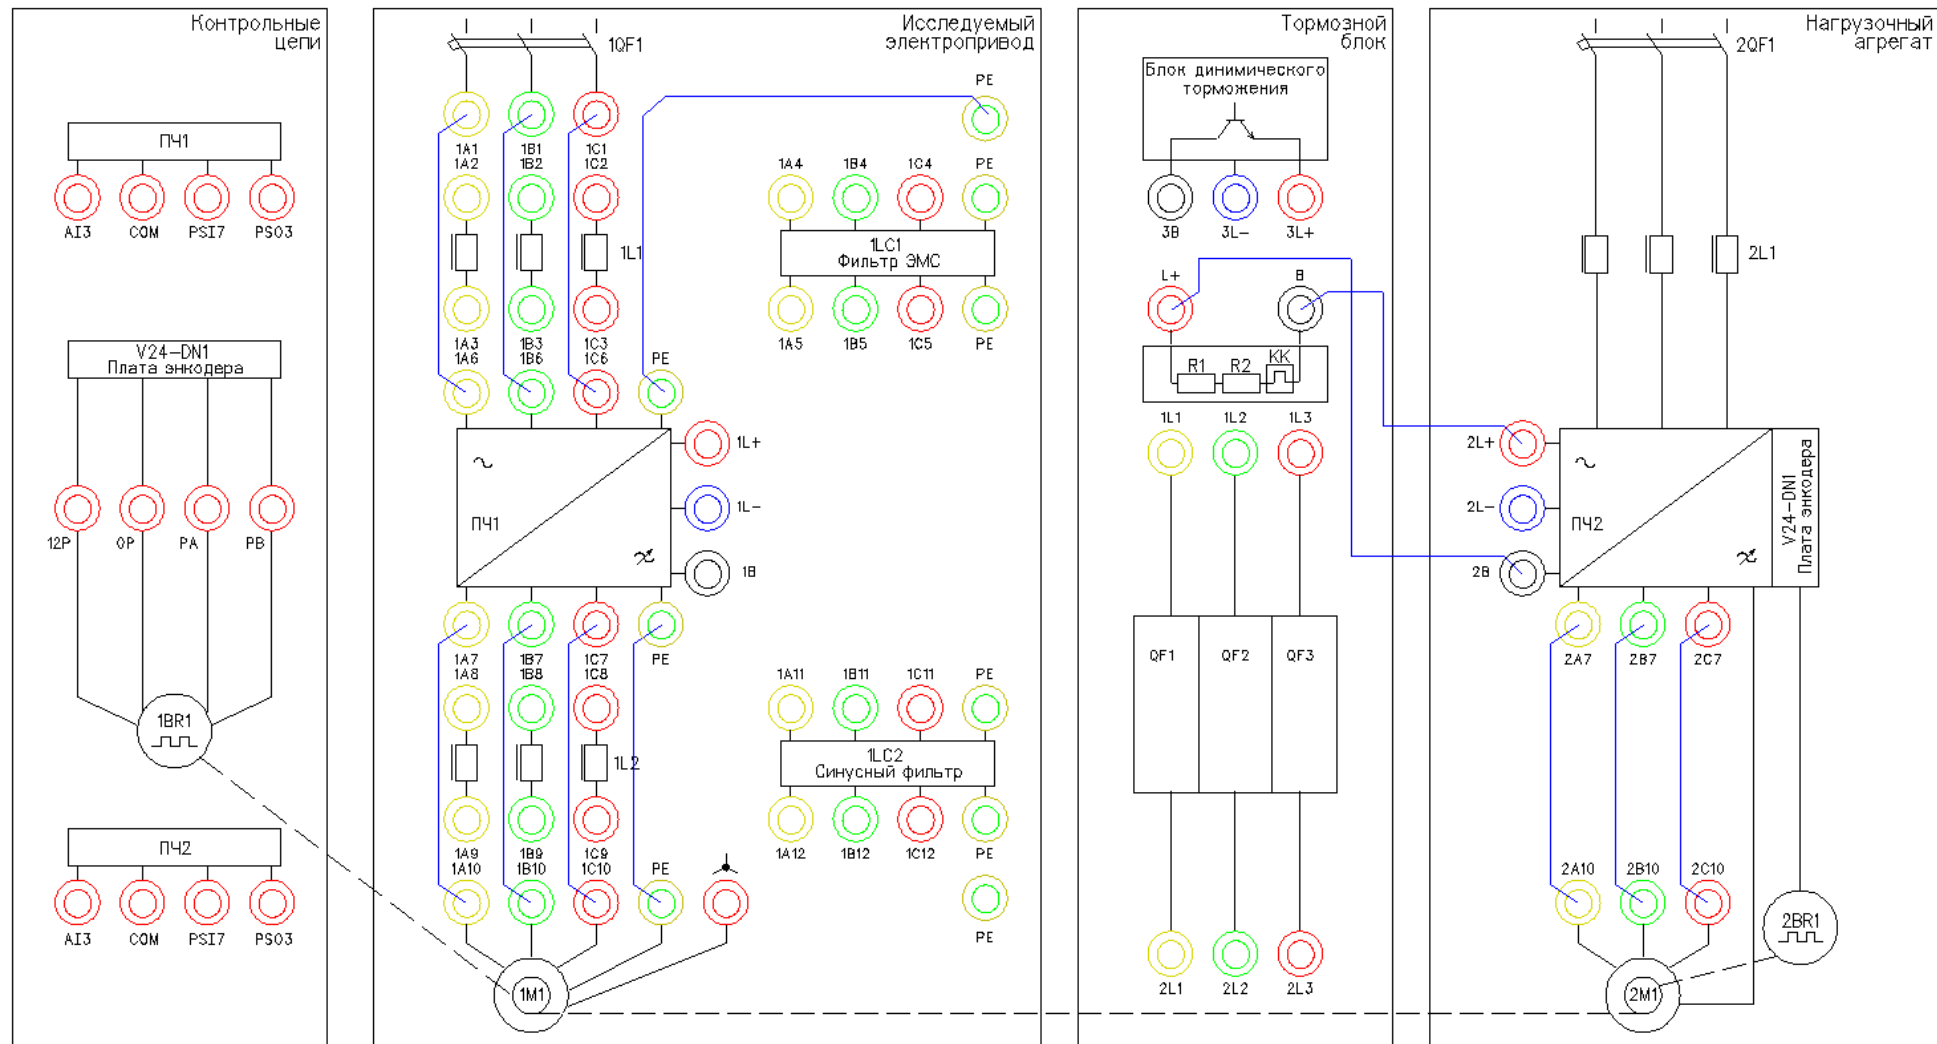 Контрольные
цепи
ПЧ1
AI3 COM PSI7 PSO3
V24-DN1
Плата энкодера
12P 0P PA PB
1BR1
ПЧ2
AI3 COM PSI7 PSO3
Исследуемый
электропривод
1QF1
PE
1A1 1B1 1C1
1A2 1B2 1C2
1A4 1B4 1C4 PE
1L1
1LC1
Фильтр ЭМС
1A3 1B3 1C3
1A6 1B6 1C6 PE
1A5 1B5 1C5 PE
1L+
1L-
1B
ПЧ1
1A7 1B7 1C7 PE
1A8 1B8 1C8
1A11 1B11 1C11 PE
1L2
1LC2
Синусный фильтр
1A9 1B9 1C9
1A10 1B10 1C10 PE
1A12 1B12 1C12 PE
PE
1M1
Тормозной
блок
Блок динимического
торможения
3B 3L- 3L+
L+ B
R1 R2 KK
1L1 1L2 1L3
QF1 QF2 QF3
2L1 2L2 2L3
Нагрузочный
агрегат
2QF1
2L1
2L+
2L-
2B
ПЧ2
V24-DN1
Плата энкодера
2A7 2B7 2C7
2A10 2B10 2C10
2BR1
2M1